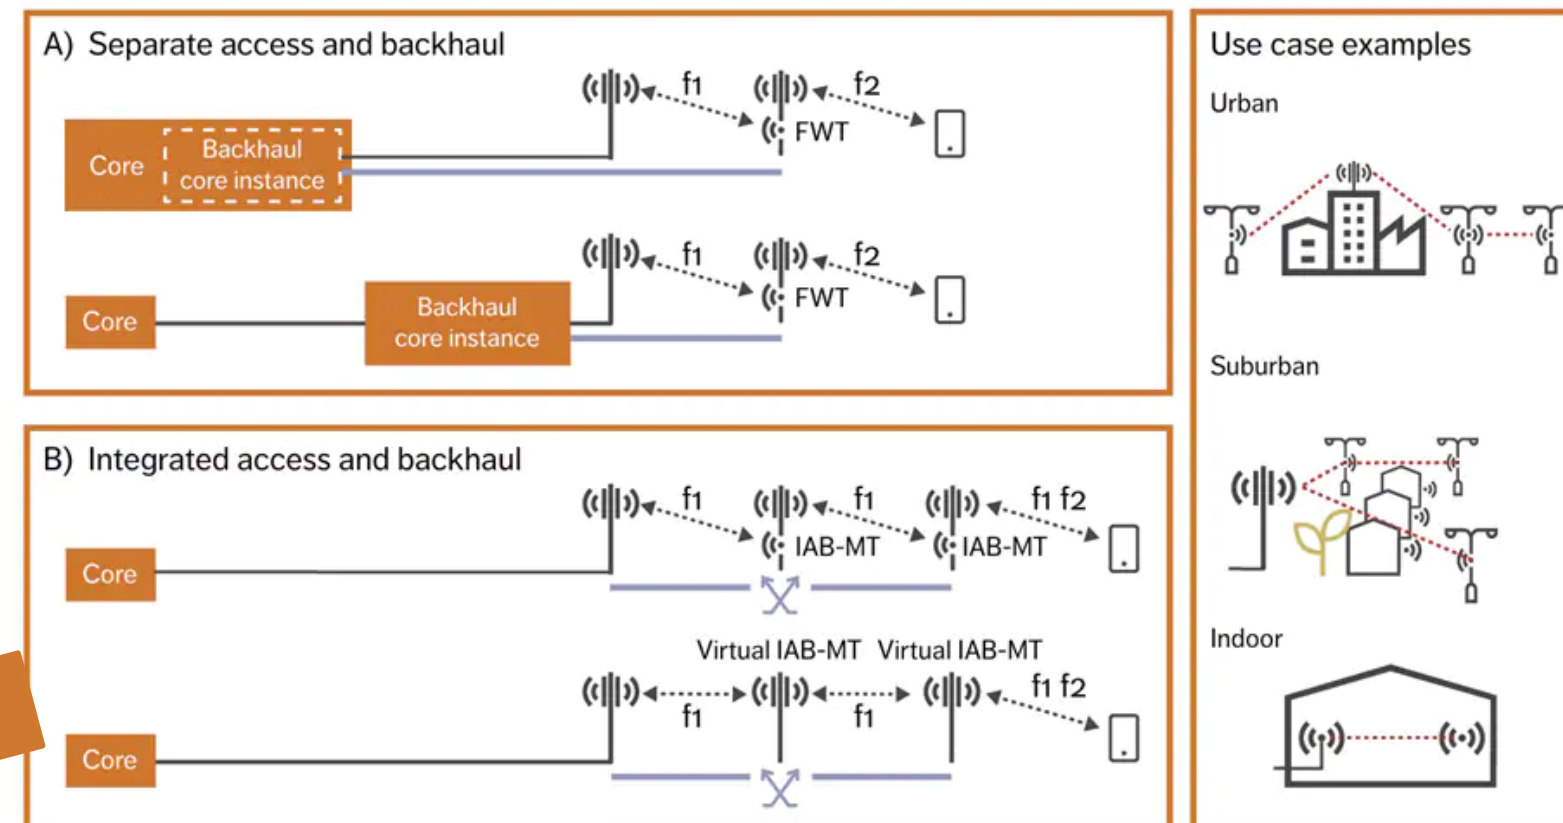 A) Separate access and backhaul
f1
f2
FWT
Core
Backhaul
core instance
f1
f2
FWT
Core
Backhaul
core instance
B) Integrated access and backhaul
f1
f1
f1 f2
IAB-MT
IAB-MT
Core
Virtual IAB-MT
Virtual IAB-MT
f1
f1
f1 f2
Core
Use case examples
Urban
Suburban
Indoor